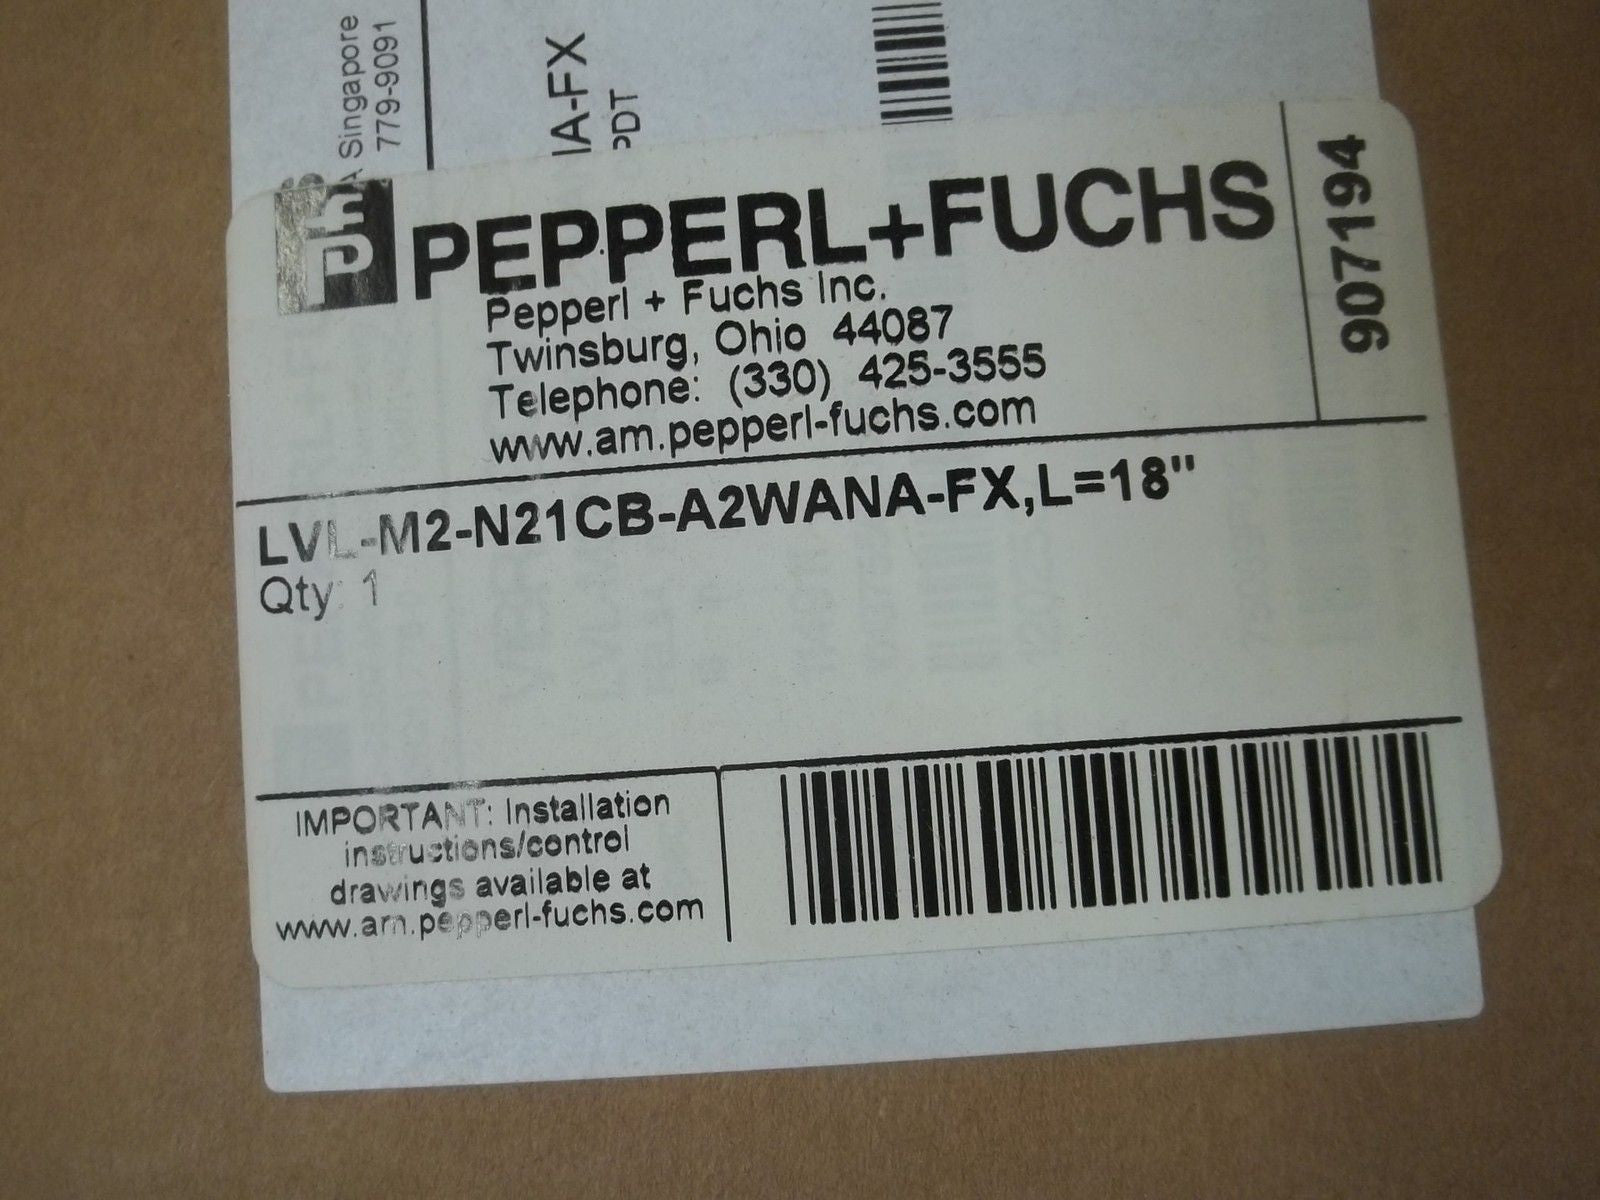 Singapore
779-9091
IA-FX
PDT
PEPPERL+FUCHS
Pepperl + Fuchs Inc.
Twinsburg, Ohio 44087
Telephone: (330) 425-3555
www.am.pepperl-fuchs.com
907194
LVL-M2-N21CB-A2WANA-FX,L=18"
Qty: 1
IMPORTANT: Installation
instructions/control
drawings available at
www.am.pepperl-fuchs.com